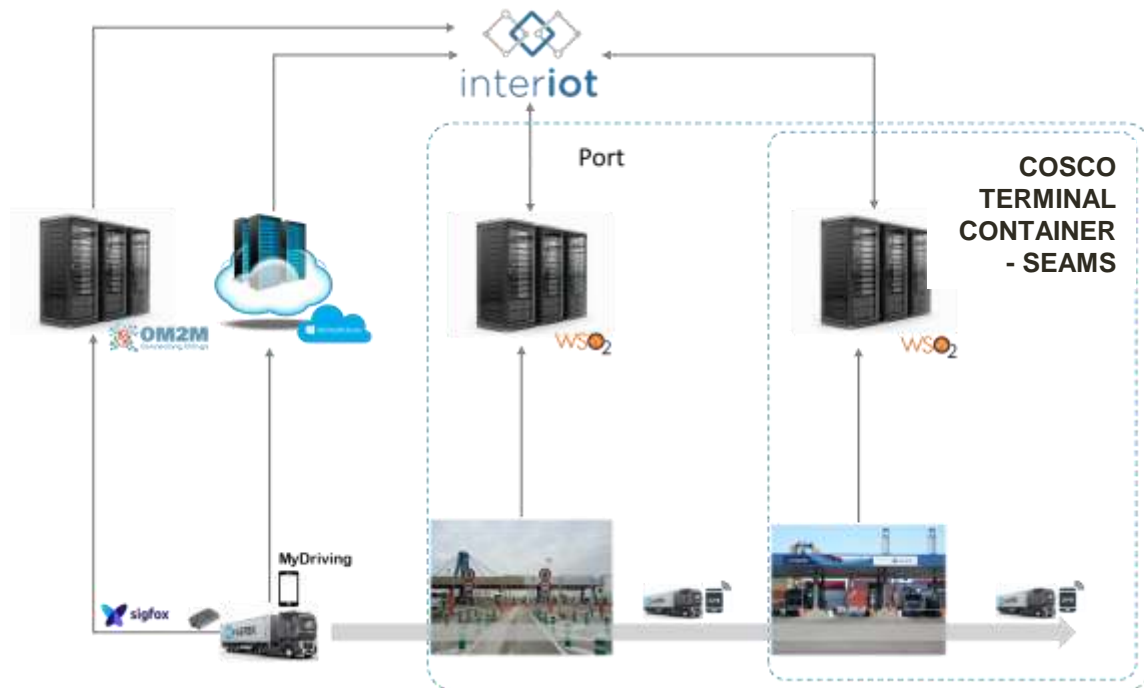 interiot
Port
COSCO
TERMINAL
CONTAINER
- SEAMS
OM2M
WSO2
WSO2
MyDriving
sigfox